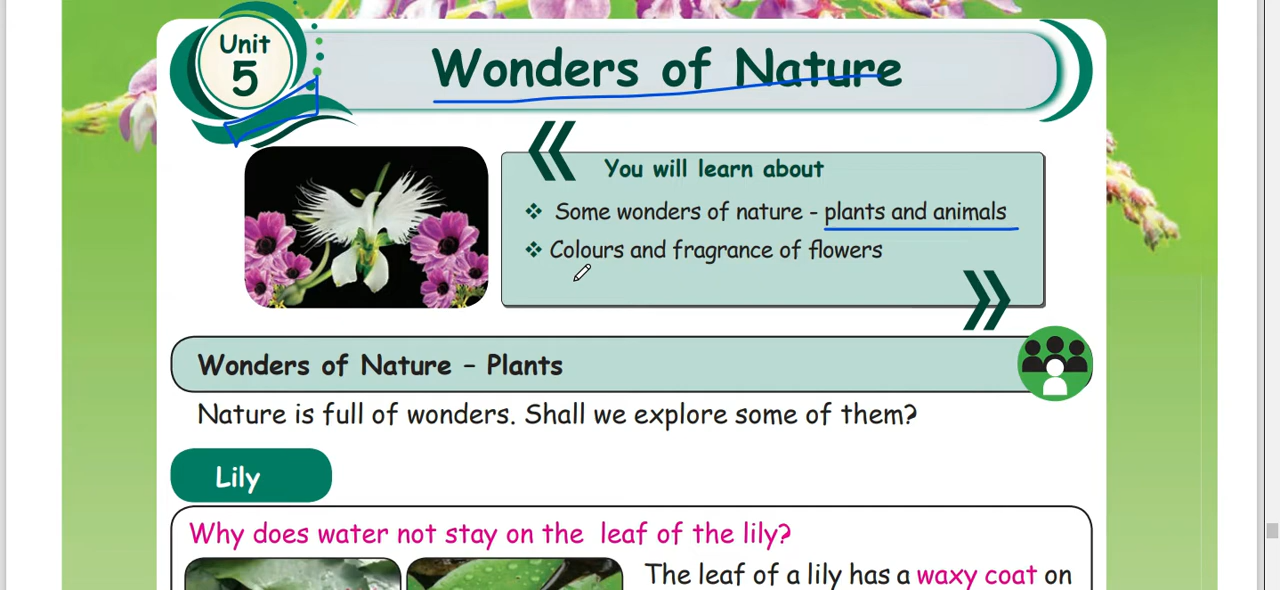 Unit
5
Wonders of Nature
You will learn about
❖ Some wonders of nature - plants and animals
❖ Colours and fragrance of flowers
Wonders of Nature – Plants
Nature is full of wonders. Shall we explore some of them?
Lily
Why does water not stay on the leaf of the lily?
The leaf of a lily has a waxy coat on